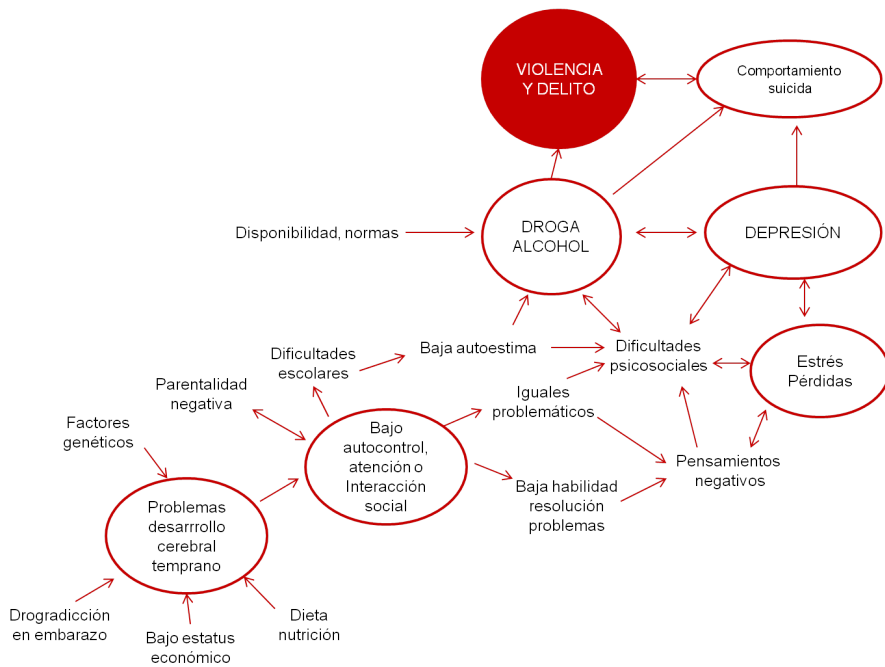 VIOLENCIA
Y DELITO
Comportamiento
suicida
Disponibilidad, normas
DROGA
ALCOHOL
DEPRESIÓN
Dificultades
escolares
Baja autoestima
Dificultades
psicosociales
Estrés
Pérdidas
Parentalidad
negativa
Iguales
problemáticos
Factores
genéticos
Bajo
autocontrol,
atención o
Interacción
social
Pensamientos
negativos
Baja habilidad
resolución
problemas
Problemas
desarrollo
cerebral
temprano
Drogradicción
en embarazo
Bajo estatus
económico
Dieta
nutrición